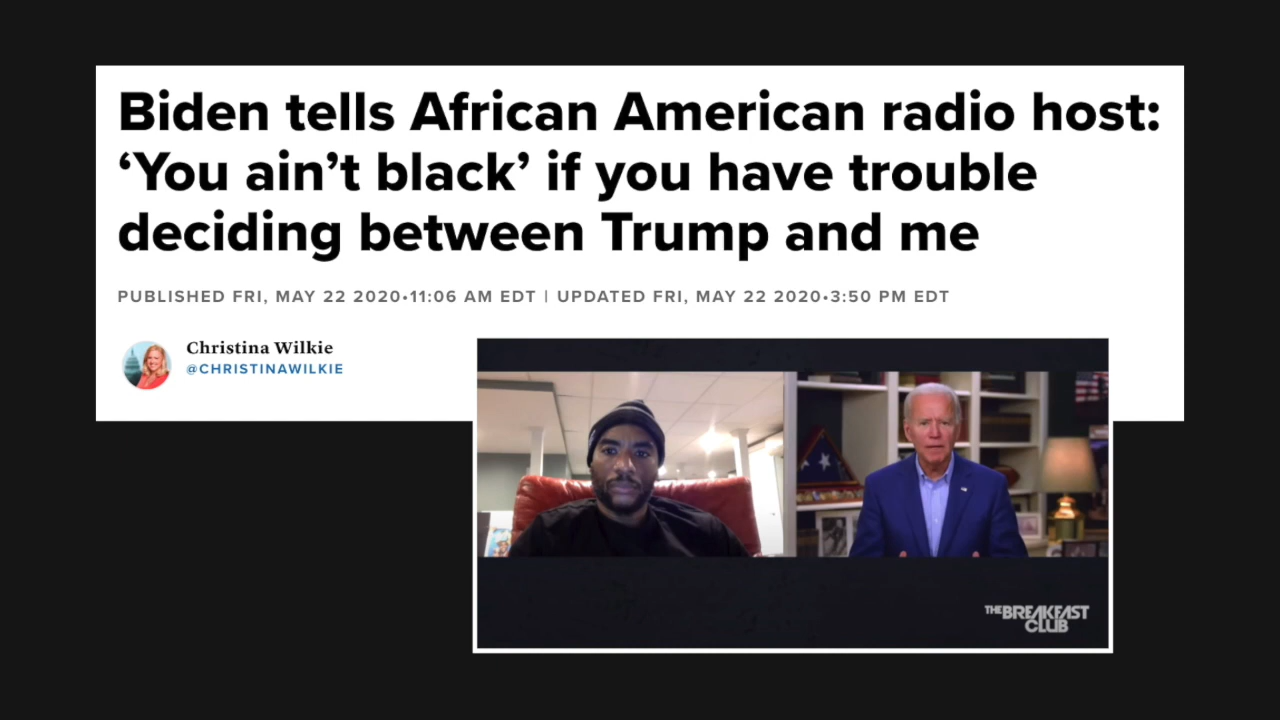 Biden tells African American radio host:
‘You ain’t black’ if you have trouble
deciding between Trump and me
PUBLISHED FRI, MAY 22 2020•11:06 AM EDT | UPDATED FRI, MAY 22 2020•3:50 PM EDT
Christina Wilkie
@CHRISTINAWILKIE
THE BREAKFAST
CLUB